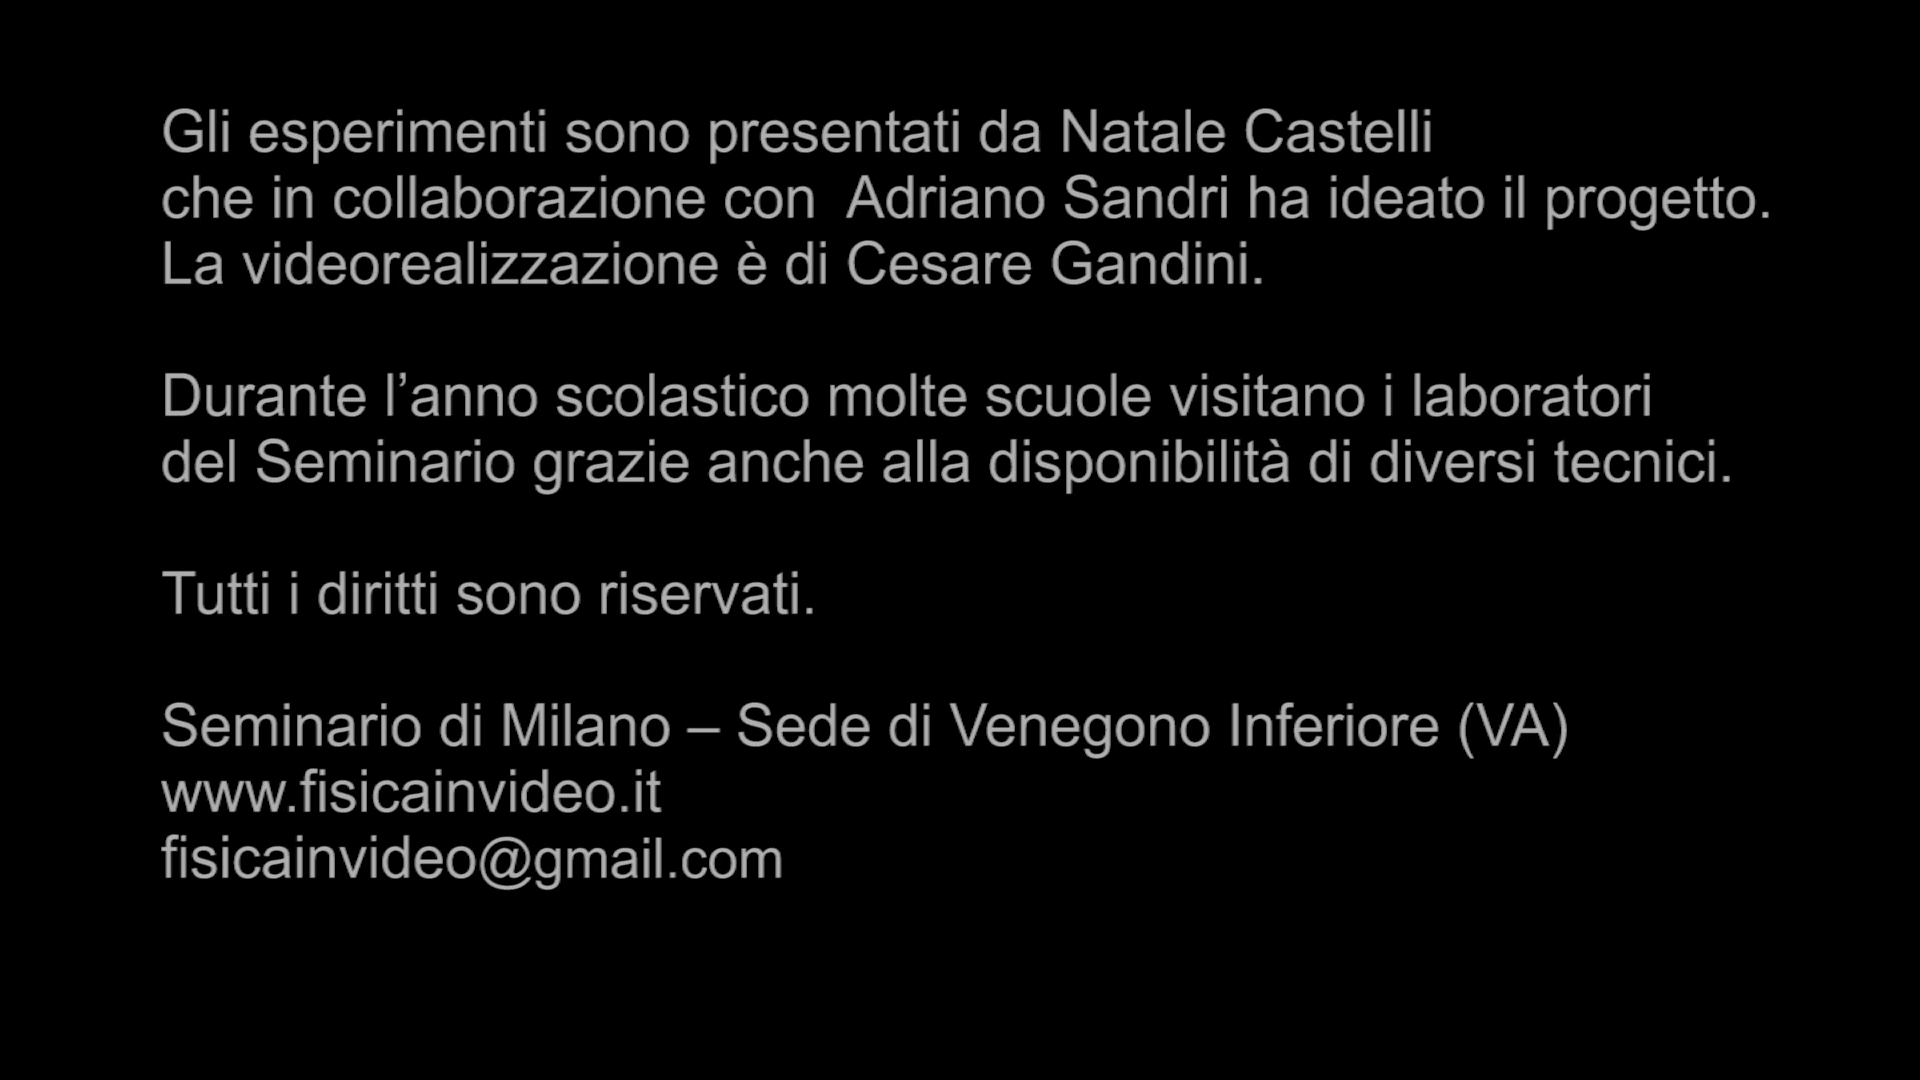 Gli esperimenti sono presentati da Natale Castelli
che in collaborazione con  Adriano Sandri ha ideato il progetto.
La videorealizzazione è di Cesare Gandini.
Durante l’anno scolastico molte scuole visitano i laboratori
del Seminario grazie anche alla disponibilità di diversi tecnici.
Tutti i diritti sono riservati.
Seminario di Milano – Sede di Venegono Inferiore (VA)
www.fisicainvideo.it
fisicainvideo@gmail.com